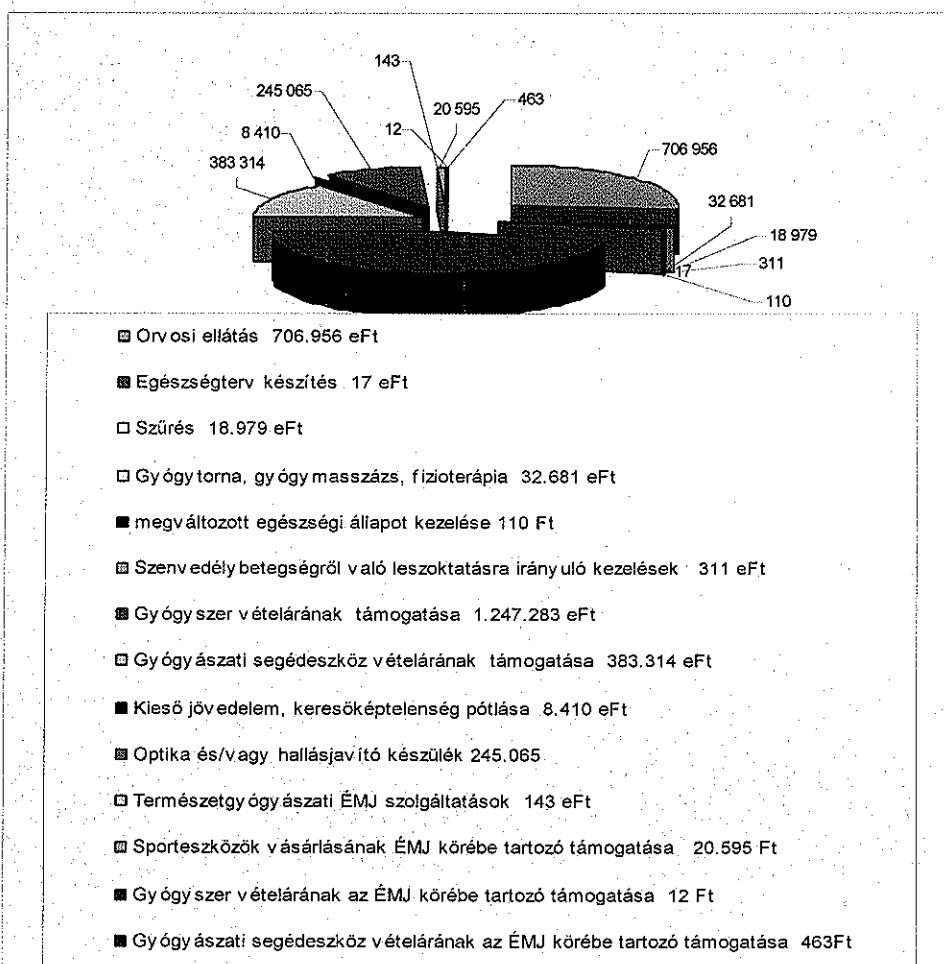 143
20 595
463
245 065
12
8 410
383 314
706 956
32 681
18 979
17
311
110
Orvosi ellátás 706.956 eFt
Egészségterv készítés 17 eFt
Szűrés 18.979 eFt
Gyógytorna, gyógymasszázs, fizioterápia 32.681 eFt
megváltozott egészségi állapot kezelése 110 Ft
Szenvedélybetegségről való leszoktatásra irányuló kezelések 311 eFt
Gyógyszer vételárának támogatása 1.247.283 eFt
Gyógyászati segédeszköz vételárának támogatása 383.314 eFt
Kieső jövedelem, keresőképtelenség pótlása 8.410 eFt
Optika és/vagy hallásjavító készülék 245.065
Természetgyógyászati ÉMJ szolgáltatások 143 eFt
Sporteszközök vásárlásának ÉMJ körébe tartozó támogatása 20.595 Ft
Gyógyszer vételárának az ÉMJ körébe tartozó támogatása 12 Ft
Gyógyászati segédeszköz vételárának az ÉMJ körébe tartozó támogatása 463Ft